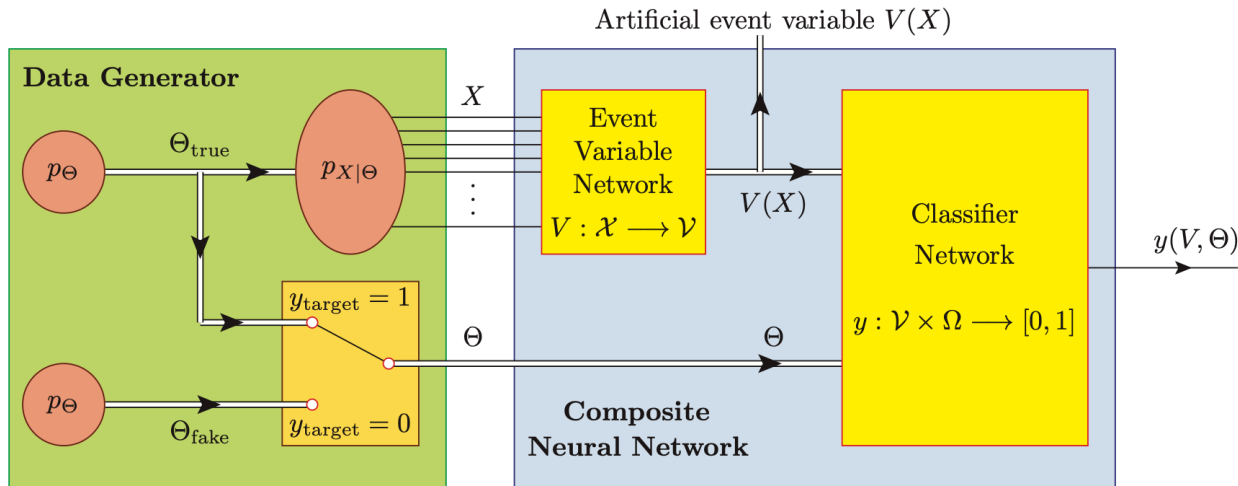 Artificial event variable V(X)
Data Generator
p_Θ
Θ_true
p_{X|Θ}
X
⋮
Event
Variable
Network
V : 𝒳 ⟶ 𝒱
V(X)
Classifier
Network
y : 𝒱 × Ω ⟶ [0, 1]
y(V, Θ)
y_target = 1
Θ
Θ
p_Θ
Θ_fake
y_target = 0
Composite
Neural Network